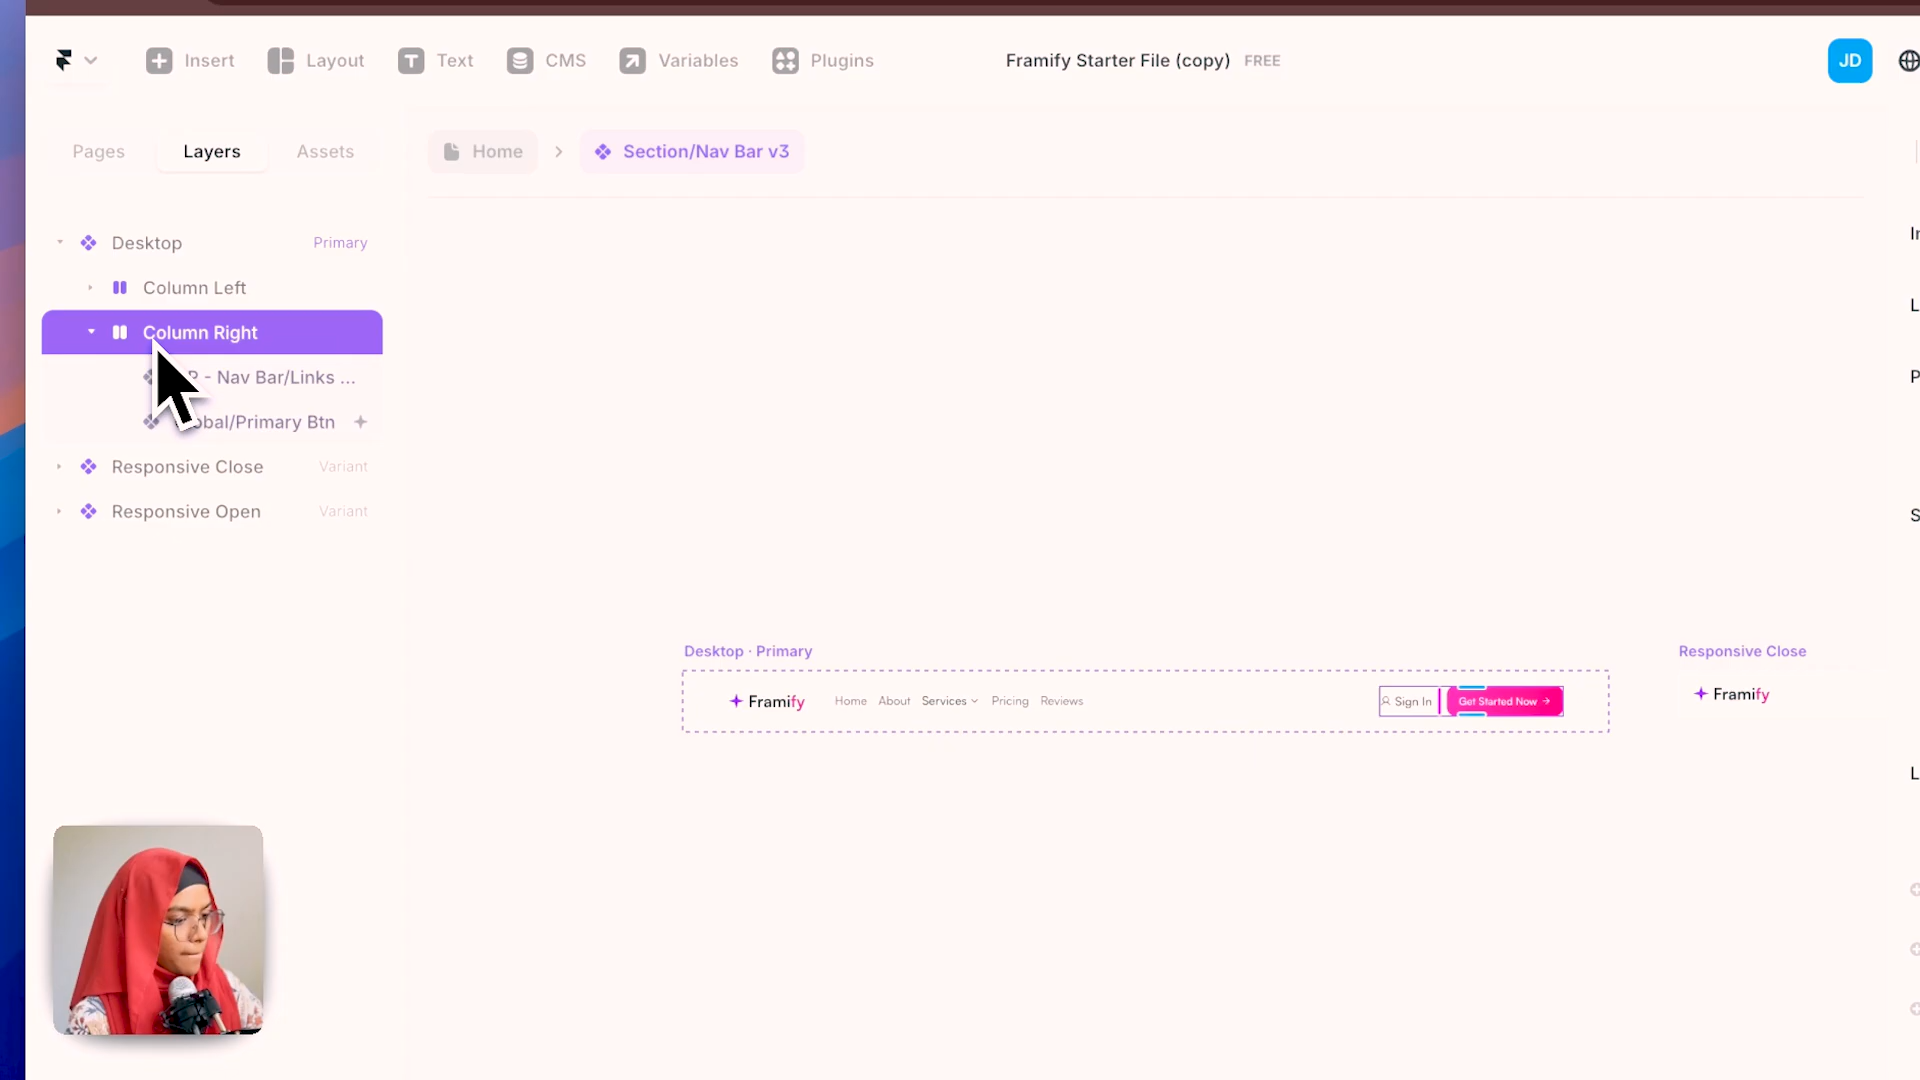 Insert
Layout
Text
CMS
Variables
Plugins
Framify Starter File (copy)
FREE
JD
Pages
Layers
Assets
Home
Section/Nav Bar v3
Desktop
Primary
Column Left
Column Right
- Nav Bar/Links ...
/Primary Btn
Responsive Close
Variant
Responsive Open
Variant
Desktop · Primary
Framify
Home
About
Services
Pricing
Reviews
Sign In
Get Started Now →
Responsive Close
Framify